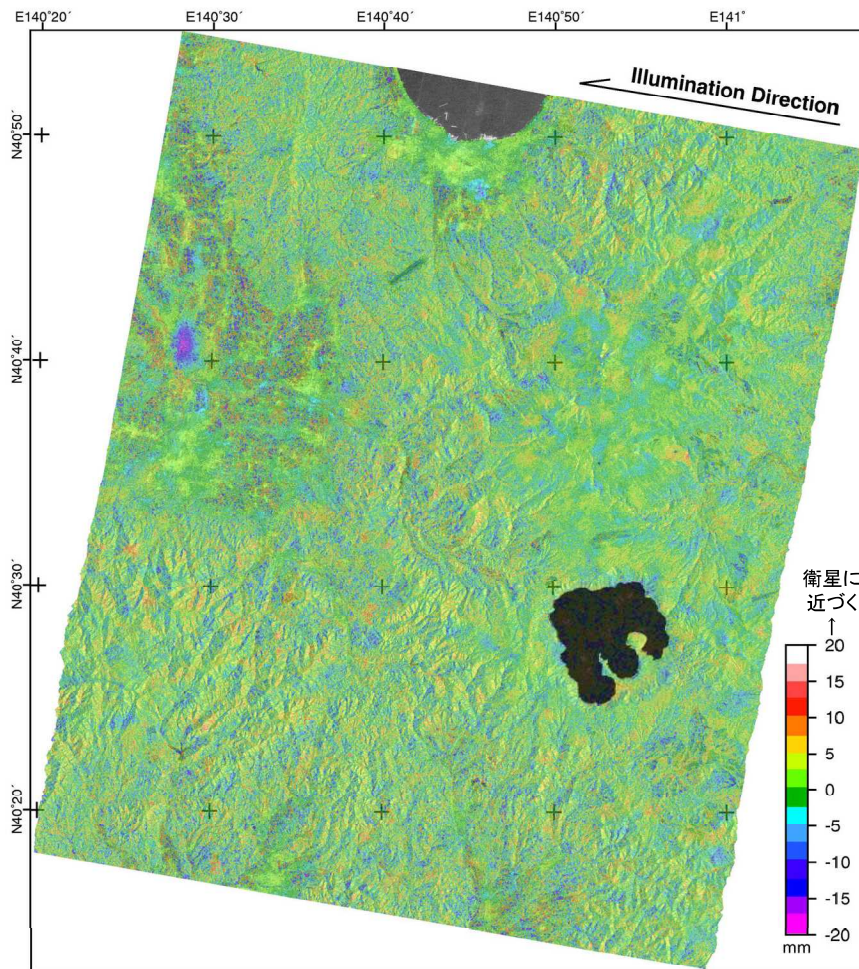 E140°20´ E140°30´ E140°40´ E140°50´ E141°
Illumination Direction
N40°50´
N40°40´
N40°30´
N40°20´
衛星に
近づく
↑
20
15
10
5
0
-5
-10
-15
-20
mm